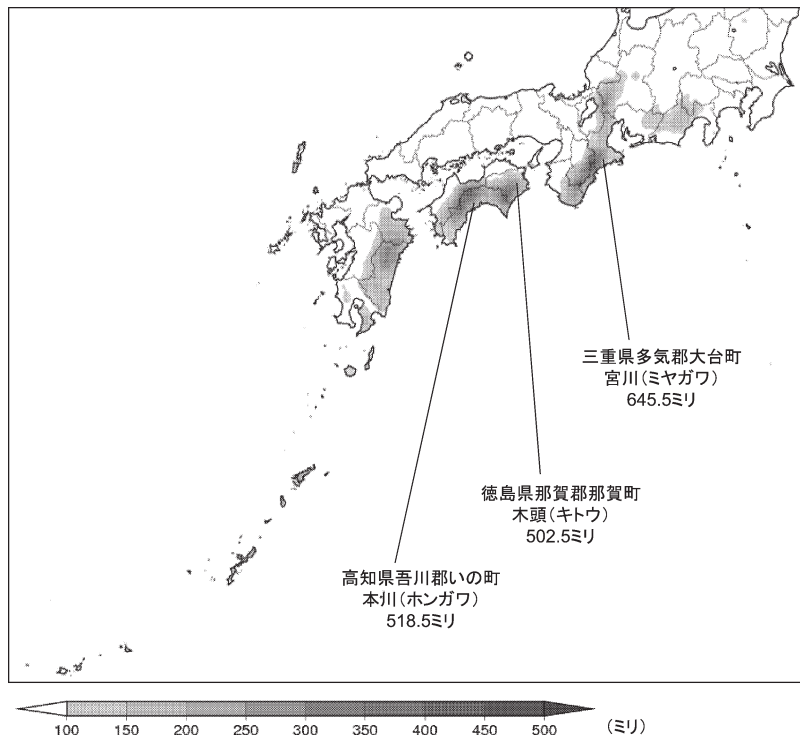 三重県多気郡大台町
宮川(ミヤガワ)
645.5ミリ
徳島県那賀郡那賀町
木頭(キトウ)
502.5ミリ
高知県吾川郡いの町
本川(ホンガワ)
518.5ミリ
100 150 200 250 300 350 400 450 500 (ミリ)